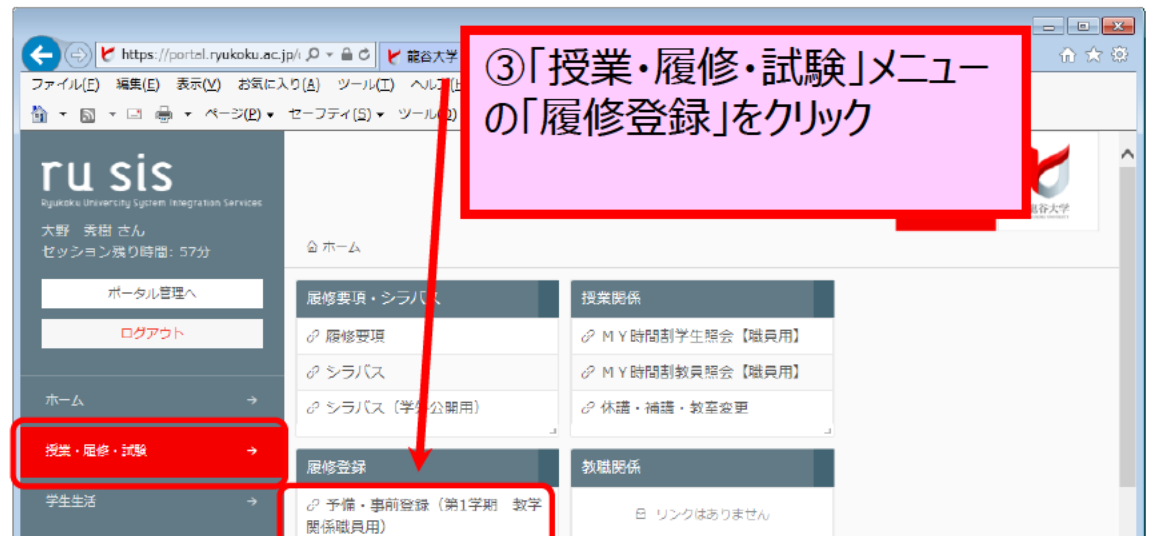 https://portal.ryukoku.ac.jp/
龍谷大学
③「授業・履修・試験」メニュー
の「履修登録」をクリック
ファイル(F) 編集(E) 表示(V) お気に入り(A) ツール(T)
ページ(P) セーフティ(S)
ru sis
Ryukoku University System Integration Services
龍谷大学
大野 秀樹 さん
セッション残り時間: 57分
ホーム
ポータル管理へ
ログアウト
履修要項・シラバス
履修要項
シラバス
シラバス（学外公開用）
授業関係
ＭＹ時間割学生照会【職員用】
ＭＹ時間割教員照会【職員用】
休講・補講・教室変更
ホーム →
授業・履修・試験 →
学生生活 →
履修登録
予備・事前登録（第1学期 教学
関係職員用）
教職関係
リンクはありません